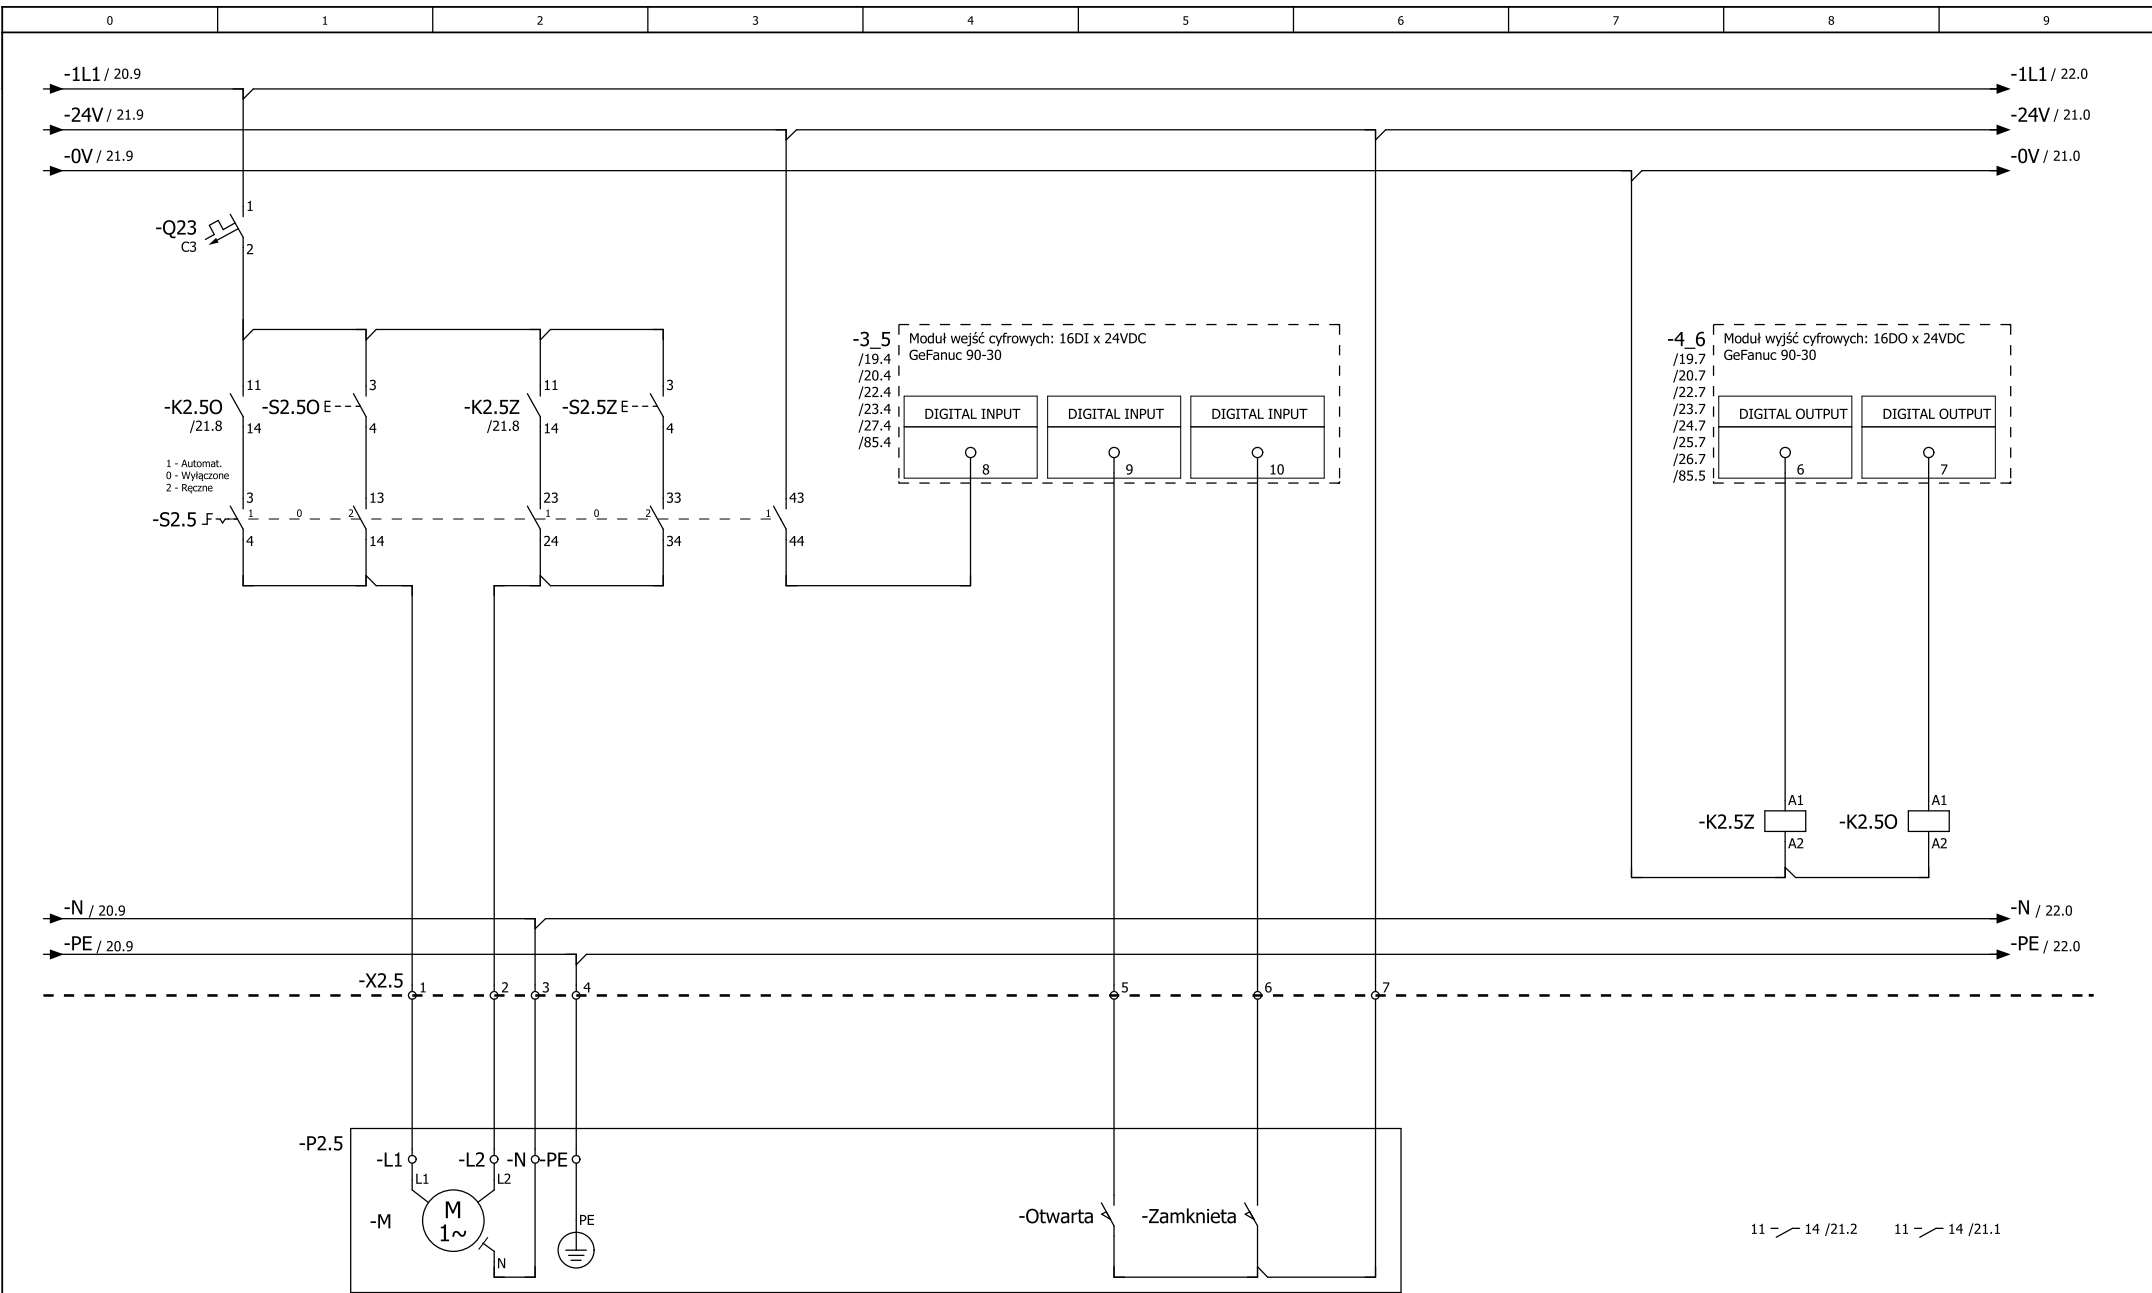 0 1 2 3 4 5 6 7 8 9
-1L1 / 20.9
-1L1 / 22.0
-24V / 21.9
-24V / 21.0
-0V / 21.9
-0V / 21.0
1
-Q23
C3
2
-3_5
/19.4
/20.4
/22.4
/23.4
/27.4
/85.4
Moduł wejść cyfrowych: 16DI x 24VDC
GeFanuc 90-30
DIGITAL INPUT
8
DIGITAL INPUT
9
DIGITAL INPUT
10
-4_6
/19.7
/20.7
/22.7
/23.7
/24.7
/25.7
/26.7
/85.5
Moduł wyjść cyfrowych: 16DO x 24VDC
GeFanuc 90-30
DIGITAL OUTPUT
6
DIGITAL OUTPUT
7
11
-K2.5O
/21.8
14
3
-S2.5O E
4
11
-K2.5Z
/21.8
14
3
-S2.5Z E
4
1 - Automat.
0 - Wyłączone
2 - Ręczne
3 13 23 33 43
-S2.5 1 0 2 1 0 2 1
4 14 24 34 44
A1 A1
-K2.5Z -K2.5O
A2 A2
-N / 20.9
-N / 22.0
-PE / 20.9
-PE / 22.0
-X2.5 1 2 3 4 5 6 7
-P2.5
-L1 -L2 -N -PE
L1 L2
-M
M
1~
N
PE
-Otwarta
-Zamknieta
11 14 /21.2
11 14 /21.1